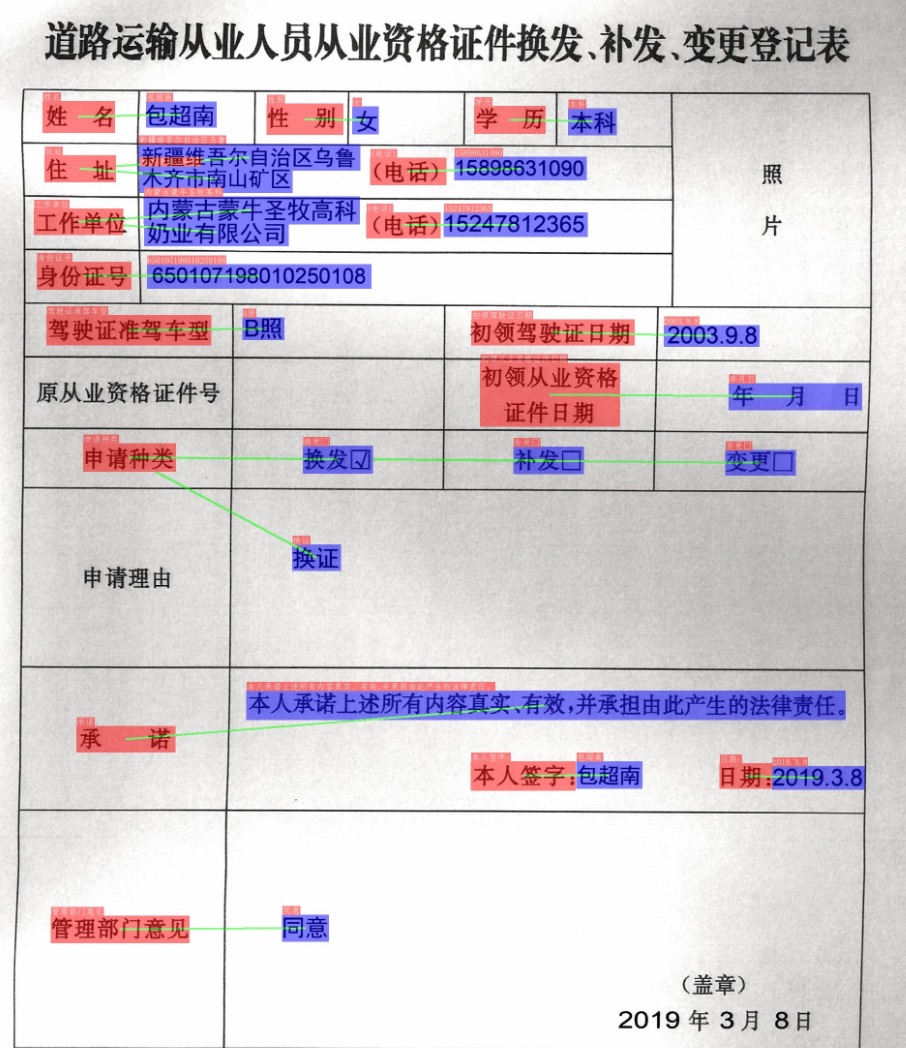 道路运输从业人员从业资格证件换发、补发、变更登记表
姓 名 包超南 性 别 女 学 历 本科
照
片
住 址 新疆维吾尔自治区乌鲁
木齐市南山矿区
（电话） 15898631090
工作单位 内蒙古蒙牛圣牧高科
奶业有限公司
（电话） 15247812365
身份证号 650107198010250108
驾驶证准驾车型 B照 初领驾驶证日期 2003.9.8
原从业资格证件号 初领从业资格
证件日期
年 月 日
申请种类 换发☑ 补发☐ 变更☐
申请理由 换证
承 诺 本人承诺上述所有内容真实、有效,并承担由此产生的法律责任。
本人签字: 包超南 日期: 2019.3.8
管理部门意见 同意
（盖章）
2019 年 3 月 8 日